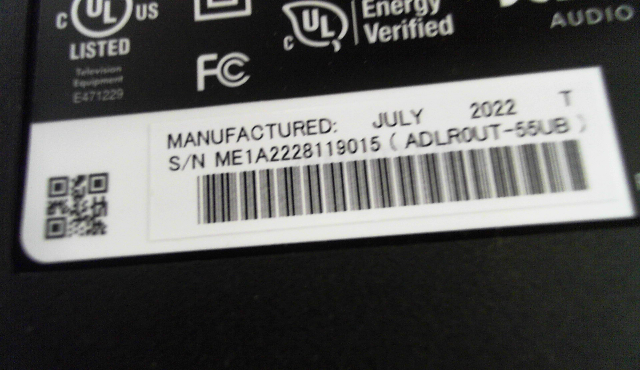 C UL US
LISTED
Television
Equipment
E471229
FC
C UL
Energy
Verified
AUDIO
MANUFACTURED: JULY 2022 T
S/N ME1A2228119015 ( ADLR0UT-55UB )